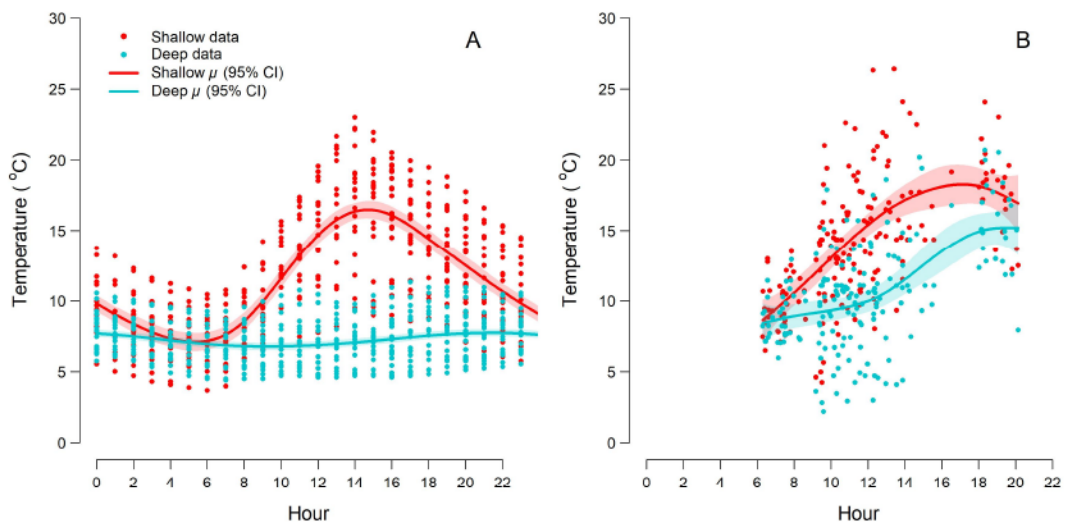 A
Shallow data
Deep data
Shallow μ (95% CI)
Deep μ (95% CI)
30
25
20
15
10
5
0
Temperature ( °C)
0 2 4 6 8 10 12 14 16 18 20 22
Hour
B
30
25
20
15
10
5
0
Temperature ( °C)
0 2 4 6 8 10 12 14 16 18 20 22
Hour